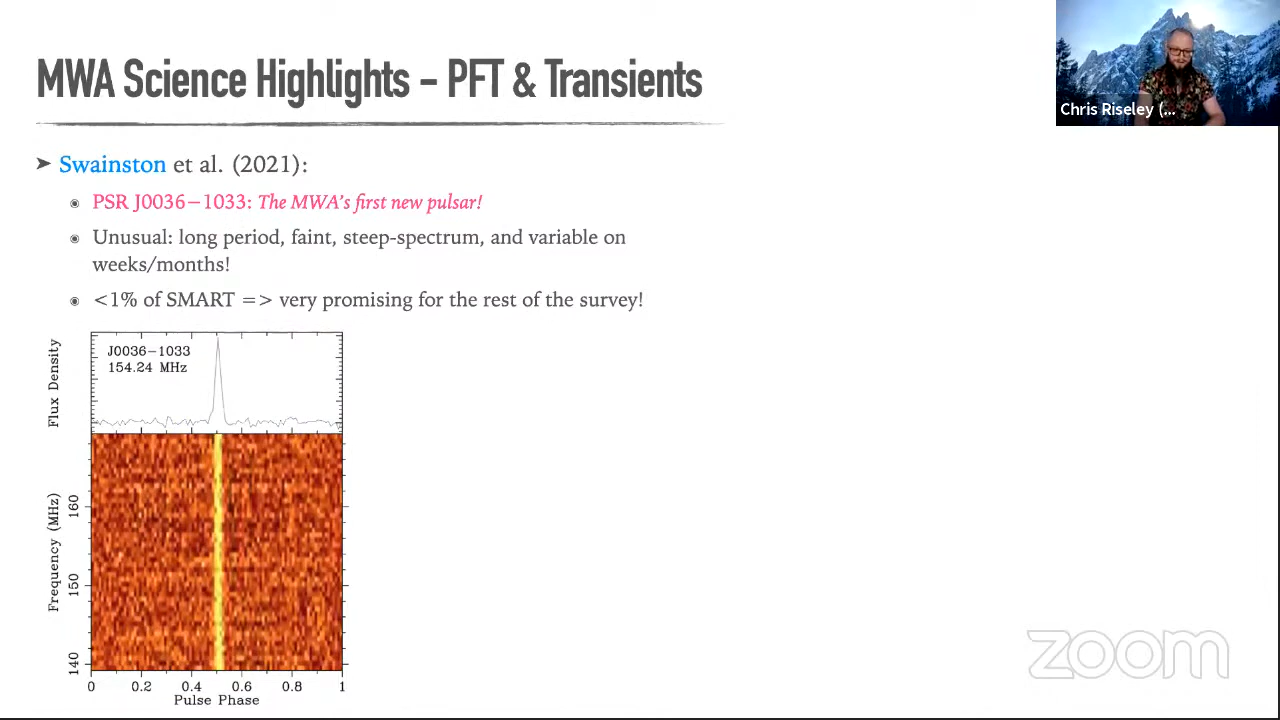 MWA Science Highlights – PFT & Transients
Chris Riseley (...
➤ Swainston et al. (2021):
◉ PSR J0036−1033: The MWA's first new pulsar!
◉ Unusual: long period, faint, steep-spectrum, and variable on
weeks/months!
◉ <1% of SMART => very promising for the rest of the survey!
Flux Density
J0036−1033
154.24 MHz
Frequency (MHz)
160
150
140
0 0.2 0.4 0.6 0.8 1
Pulse Phase
zoom